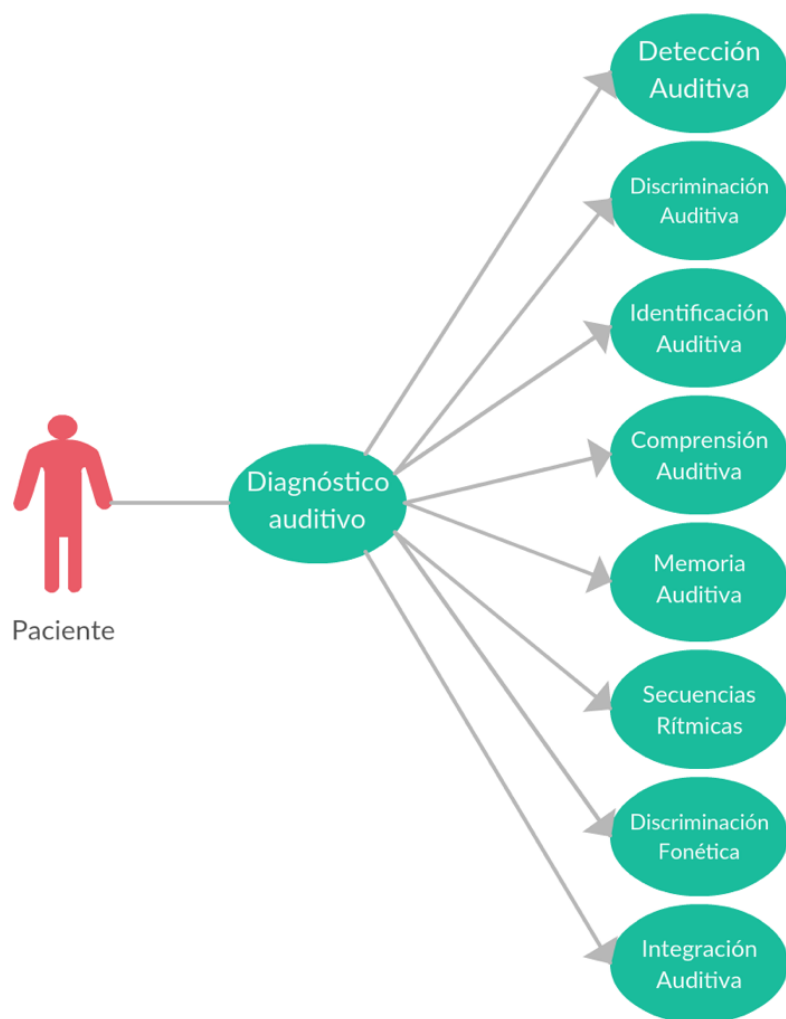 Detección
Auditiva
Discriminación
Auditiva
Identificación
Auditiva
Comprensión
Auditiva
Diagnóstico
auditivo
Memoria
Auditiva
Paciente
Secuencias
Rítmicas
Discriminación
Fonética
Integración
Auditiva